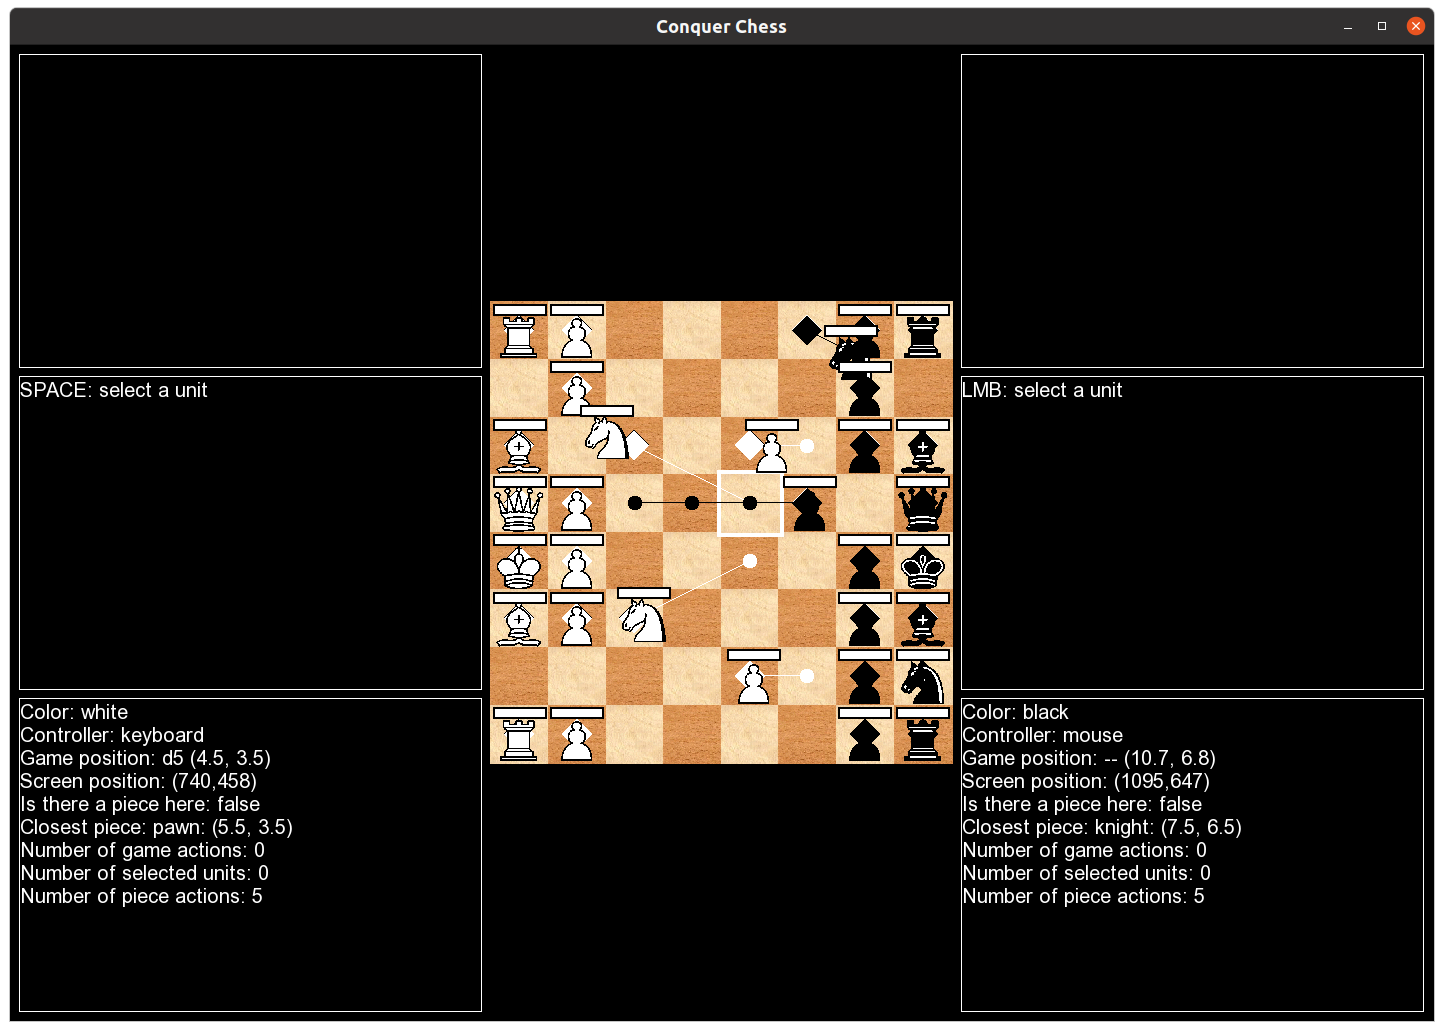 Conquer Chess
SPACE: select a unit
LMB: select a unit
Color: white
Controller: keyboard
Game position: d5 (4.5, 3.5)
Screen position: (740,458)
Is there a piece here: false
Closest piece: pawn: (5.5, 3.5)
Number of game actions: 0
Number of selected units: 0
Number of piece actions: 5
Color: black
Controller: mouse
Game position: -- (10.7, 6.8)
Screen position: (1095,647)
Is there a piece here: false
Closest piece: knight: (7.5, 6.5)
Number of game actions: 0
Number of selected units: 0
Number of piece actions: 5